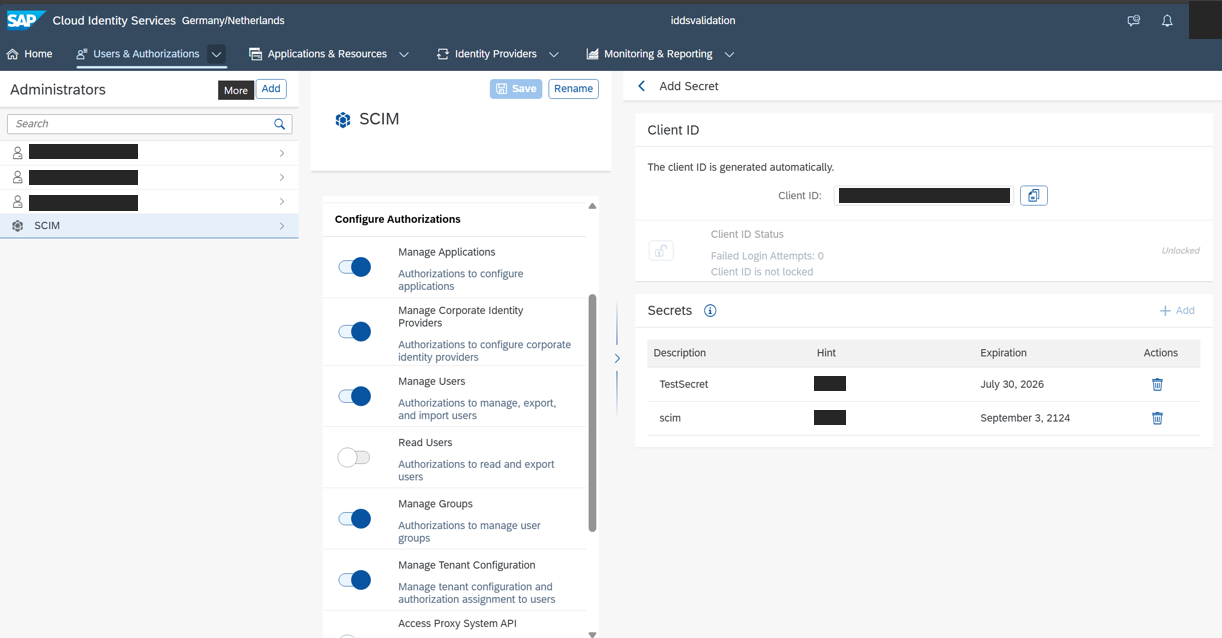 SAP Cloud Identity Services Germany/Netherlands
iddsvalidation
Home
Users & Authorizations
Applications & Resources
Identity Providers
Monitoring & Reporting
Administrators
More
Add
Search
SCIM
Save
Rename
SCIM
Configure Authorizations
Manage Applications
Authorizations to configure
applications
Manage Corporate Identity
Providers
Authorizations to configure corporate
identity providers
Manage Users
Authorizations to manage, export,
and import users
Read Users
Authorizations to read and export
users
Manage Groups
Authorizations to manage user
groups
Manage Tenant Configuration
Manage tenant configuration and
authorization assignment to users
Access Proxy System API
Add Secret
Client ID
The client ID is generated automatically.
Client ID:
Client ID Status
Failed Login Attempts: 0
Client ID is not locked
Unlocked
Secrets
Add
Description Hint Expiration Actions
TestSecret July 30, 2026
scim September 3, 2124